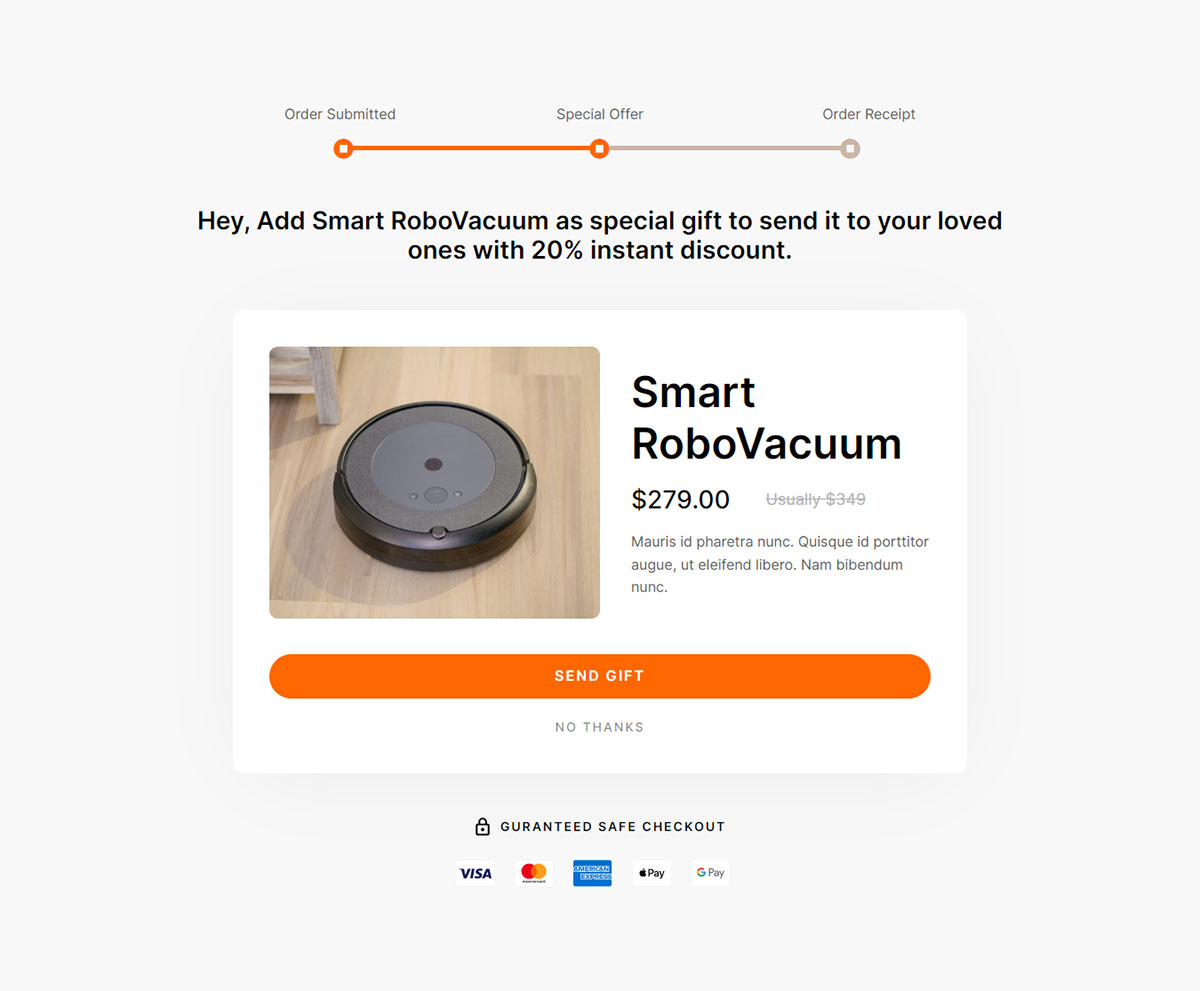 Order Submitted
Special Offer
Order Receipt
Hey, Add Smart RoboVacuum as special gift to send it to your loved
ones with 20% instant discount.
Smart
RoboVacuum
$279.00
Usually $349
Mauris id pharetra nunc. Quisque id porttitor
augue, ut eleifend libero. Nam bibendum
nunc.
SEND GIFT
NO THANKS
GURANTEED SAFE CHECKOUT
VISA
mastercard
AMERICAN
EXPRESS
Pay
G Pay